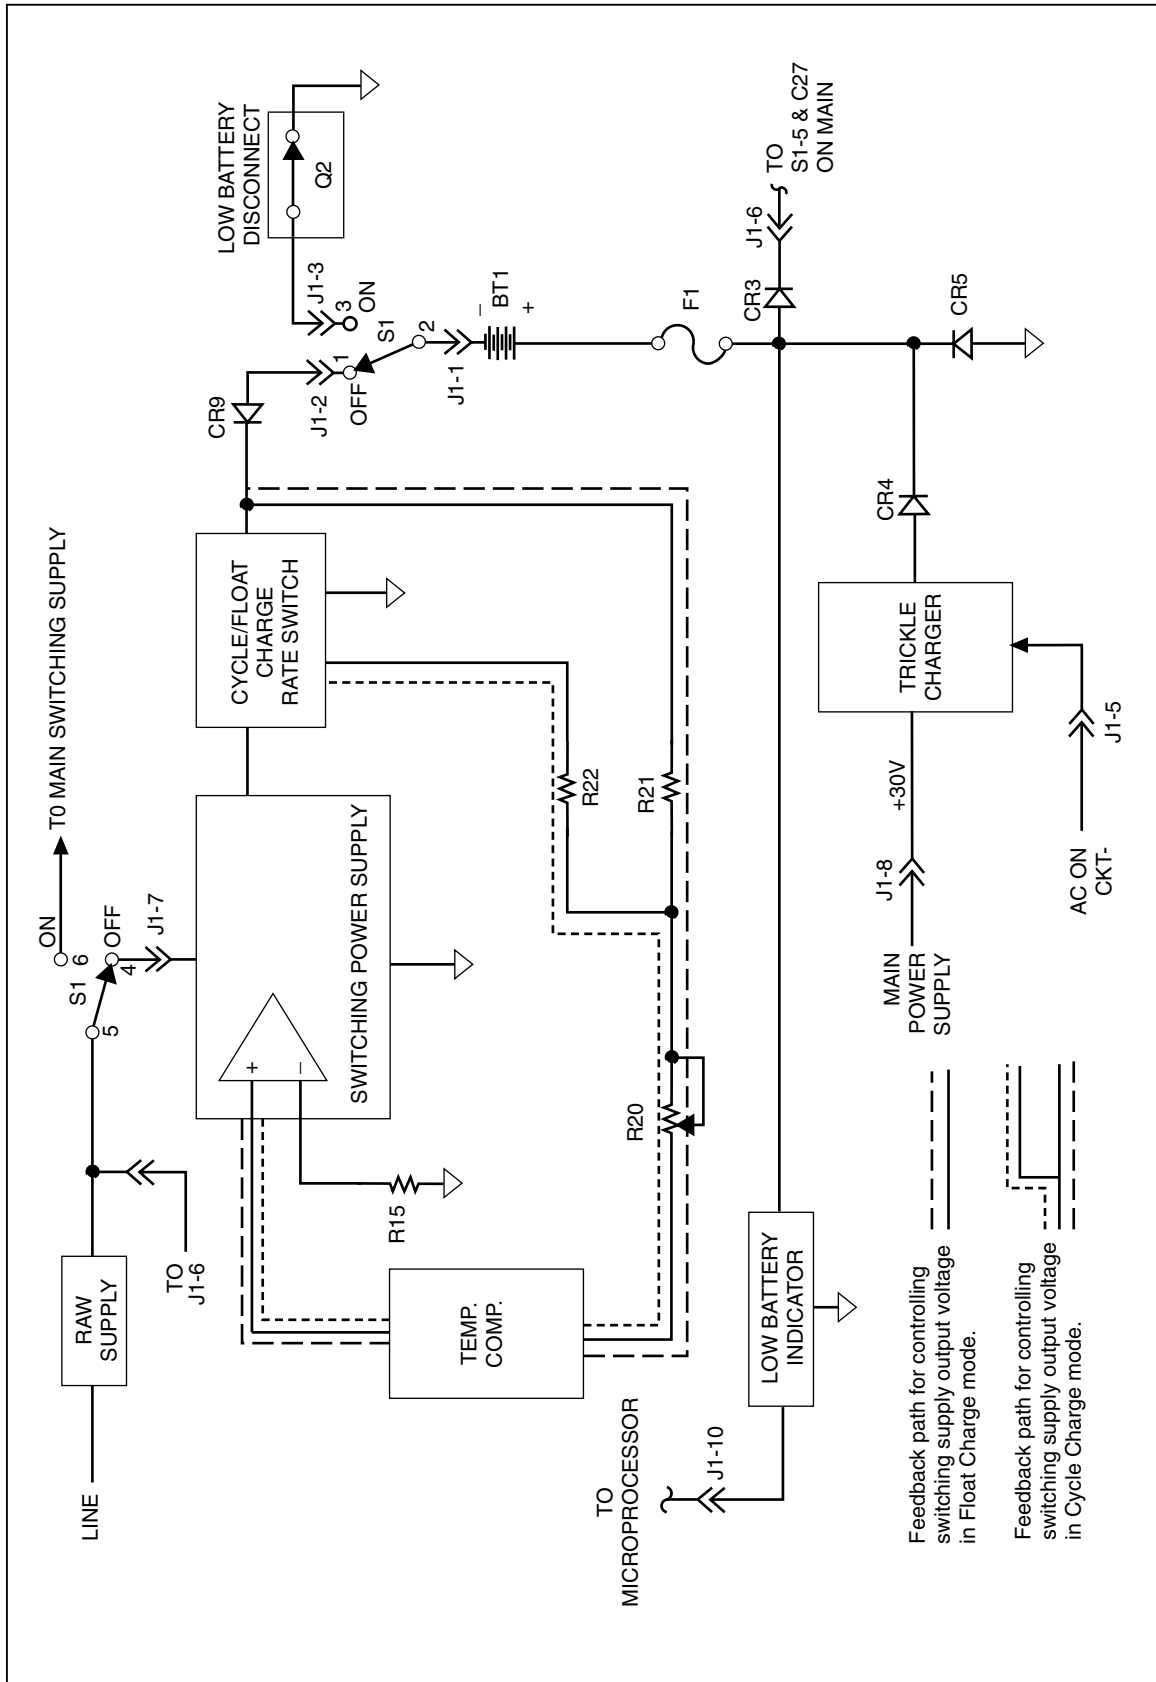 LINE
RAW
SUPPLY
TO
J1-6
S1
5
ON
6
4
OFF
J1-7
T0 MAIN SWITCHING SUPPLY
+
–
SWITCHING POWER SUPPLY
R15
CYCLE/FLOAT
CHARGE
RATE SWITCH
CR9
J1-2
1
OFF
J1-3
3
ON
S1
2
J1-1
LOW BATTERY
DISCONNECT
Q2
–
BT1
+
TEMP.
COMP.
R20
R22
R21
F1
CR3
J1-6
TO
S1-5 & C27
ON MAIN
CR5
CR4
TO
MICROPROCESSOR
J1-10
LOW BATTERY
INDICATOR
MAIN
POWER
SUPPLY
J1-8
+30V
TRICKLE
CHARGER
AC ON
CKT-
J1-5
Feedback path for controlling
switching supply output voltage
in Float Charge mode.
Feedback path for controlling
switching supply output voltage
in Cycle Charge mode.